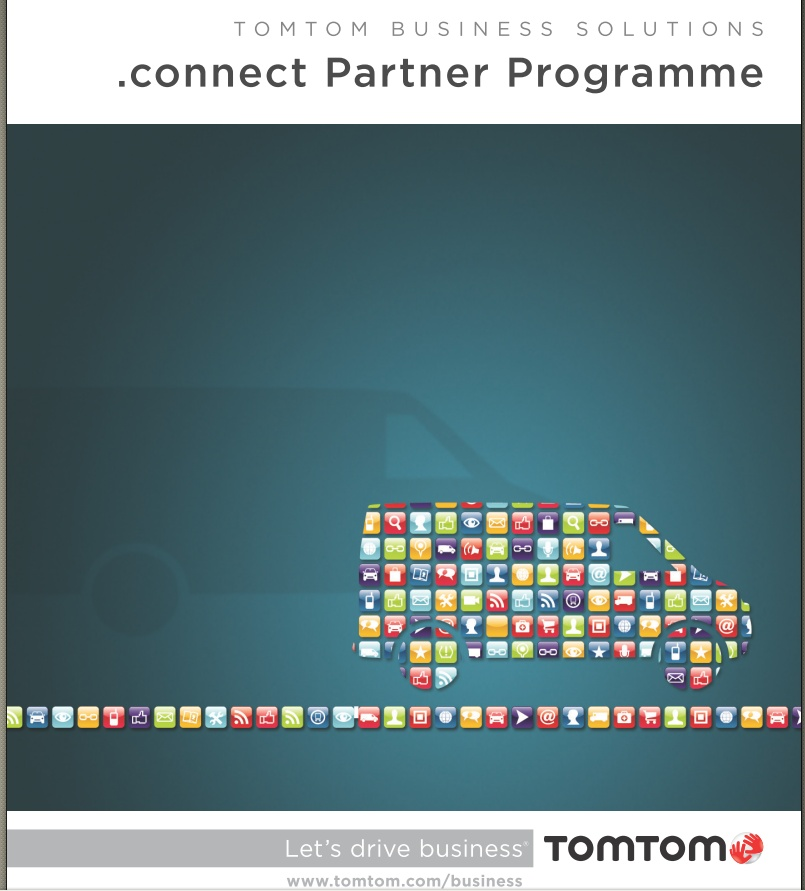 TOMTOM BUSINESS SOLUTIONS
.connect Partner Programme
Let's drive business®
TOMTOM
www.tomtom.com/business